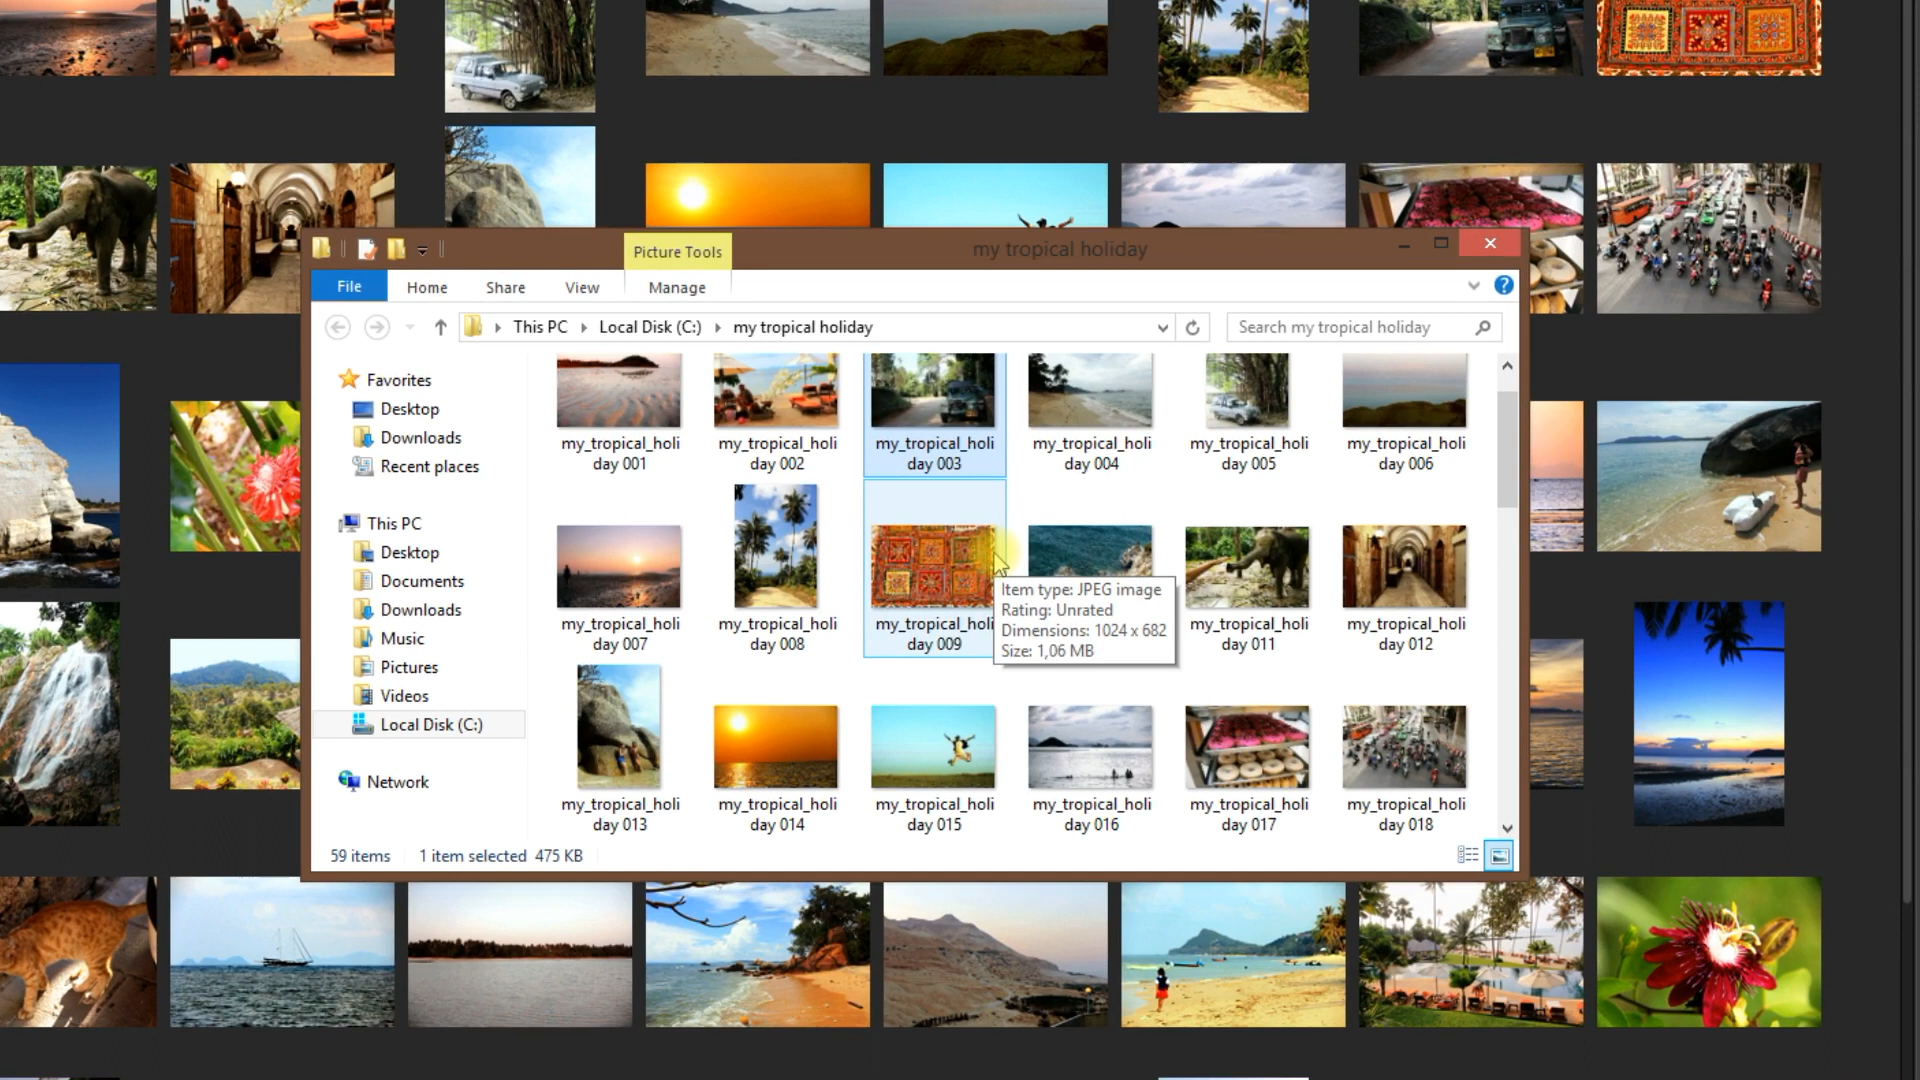 Picture Tools
my tropical holiday
File
Home
Share
View
Manage
This PC
Local Disk (C:)
my tropical holiday
Search my tropical holiday
Favorites
Desktop
Downloads
Recent places
This PC
Desktop
Documents
Downloads
Music
Pictures
Videos
Local Disk (C:)
Network
my_tropical_holi
day 001
my_tropical_holi
day 002
my_tropical_holi
day 003
my_tropical_holi
day 004
my_tropical_holi
day 005
my_tropical_holi
day 006
my_tropical_holi
day 007
my_tropical_holi
day 008
my_tropical_holi
day 009
Item type: JPEG image
Rating: Unrated
Dimensions: 1024 x 682
Size: 1,06 MB
my_tropical_holi
day 011
my_tropical_holi
day 012
my_tropical_holi
day 013
my_tropical_holi
day 014
my_tropical_holi
day 015
my_tropical_holi
day 016
my_tropical_holi
day 017
my_tropical_holi
day 018
59 items
1 item selected 475 KB